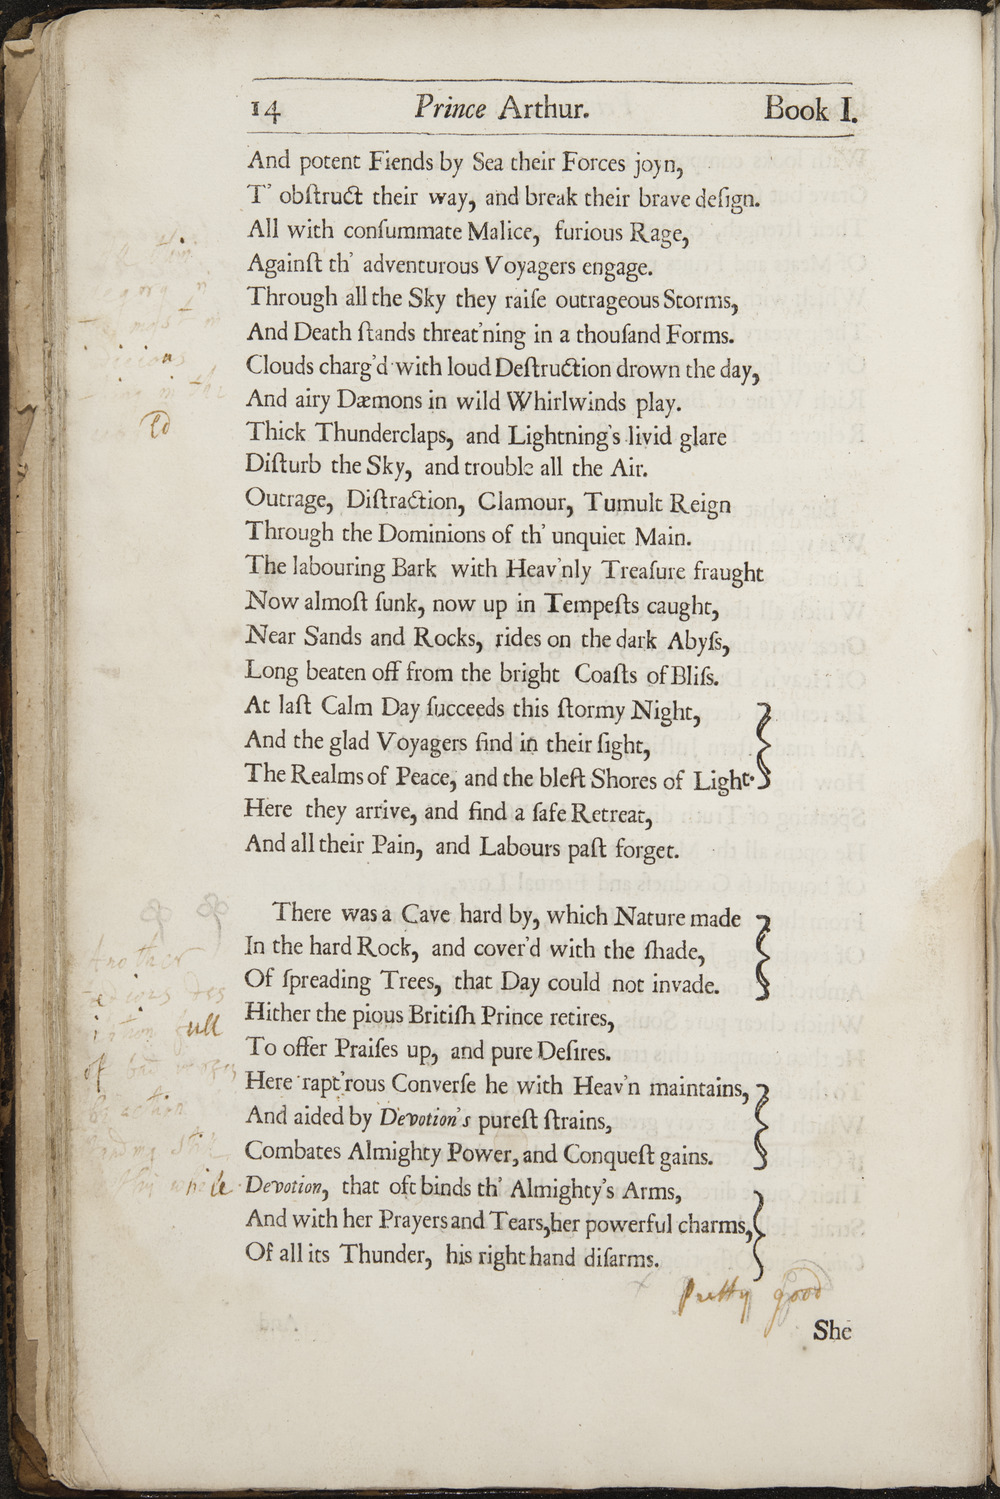 14 Prince Arthur. Book I.
And potent Fiends by Sea their Forces joyn,
T' obſtruct their way, and break their brave deſign.
All with conſummate Malice, furious Rage,
Againſt th' adventurous Voyagers engage.
Through all the Sky they raiſe outrageous Storms,
And Death ſtands threat'ning in a thouſand Forms.
Clouds charg'd with loud Deſtruction drown the day,
And airy Dæmons in wild Whirlwinds play.
Thick Thunderclaps, and Lightning's livid glare
Diſturb the Sky, and trouble all the Air.
Outrage, Diſtraction, Clamour, Tumult Reign
Through the Dominions of th' unquiet Main.
The labouring Bark with Heav'nly Treaſure fraught
Now almoſt ſunk, now up in Tempeſts caught,
Near Sands and Rocks, rides on the dark Abyſs,
Long beaten off from the bright Coaſts of Bliſs.
At laſt Calm Day ſucceeds this ſtormy Night,
And the glad Voyagers find in their ſight,
The Realms of Peace, and the bleſt Shores of Light.
Here they arrive, and find a ſafe Retreat,
And all their Pain, and Labours paſt forget.
There was a Cave hard by, which Nature made
In the hard Rock, and cover'd with the ſhade,
Of ſpreading Trees, that Day could not invade.
Hither the pious Britiſh Prince retires,
To offer Praiſes up, and pure Deſires.
Here rapt'rous Converſe he with Heav'n maintains,
And aided by Devotion's pureſt ſtrains,
Combates Almighty Power, and Conqueſt gains.
Devotion, that oft binds th' Almighty's Arms,
And with her Prayers and Tears, her powerful charms,
Of all its Thunder, his right hand diſarms.
Another
full
of bad
still
this while
Pretty good
She